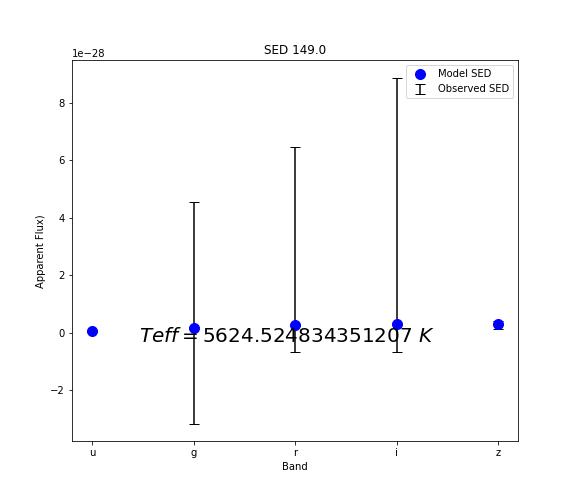 SED 149.0
1e−28
Model SED
Observed SED
8
6
4
2
0
−2
Apparent Flux)
Teff = 5624.524834351207 K
u g r i z
Band